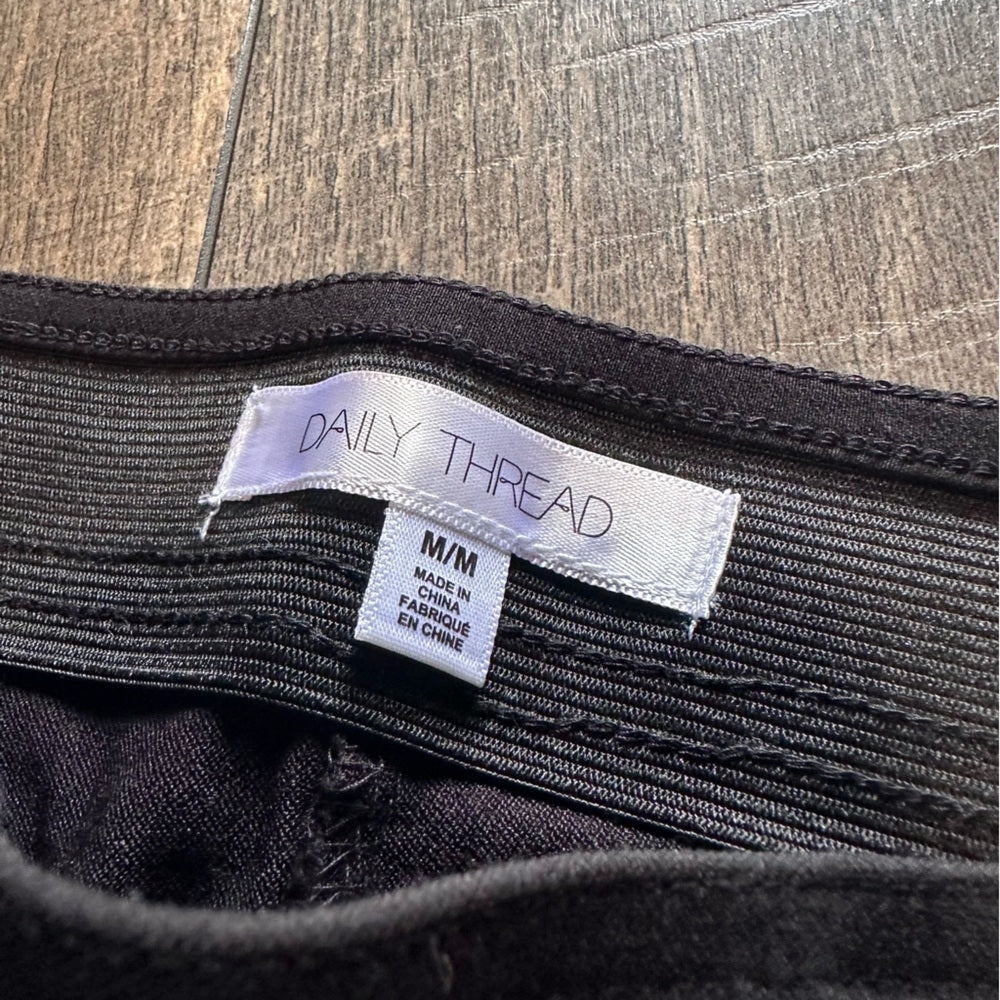 DAILY THREAD
M/M
MADE IN
CHINA
FABRIQUÉ
EN CHINE